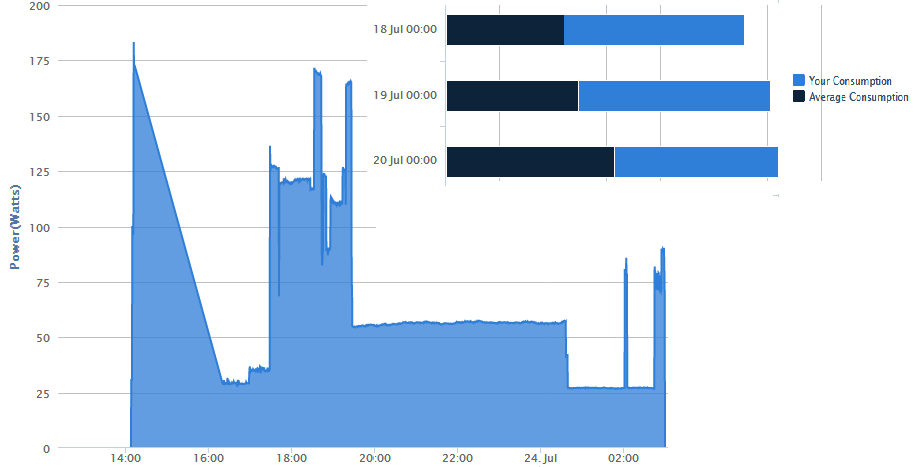 200
175
150
125
100
75
50
25
0
Power(Watts)
14:00 16:00 18:00 20:00 22:00 24. Jul 02:00
18 Jul 00:00
19 Jul 00:00
20 Jul 00:00
Your Consumption
Average Consumption